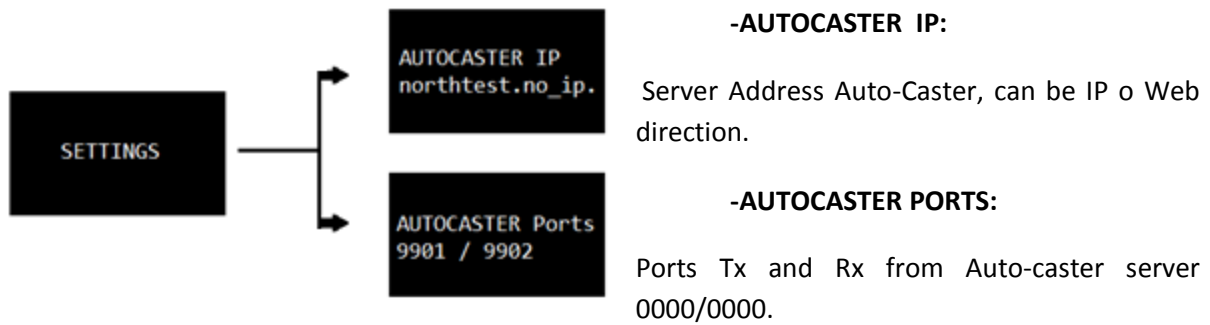 SETTINGS
AUTOCASTER IP
northtest.no_ip.
AUTOCASTER Ports
9901 / 9902
-AUTOCASTER IP:
Server Address Auto-Caster, can be IP o Web
direction.
-AUTOCASTER PORTS:
Ports Tx and Rx from Auto-caster server
0000/0000.